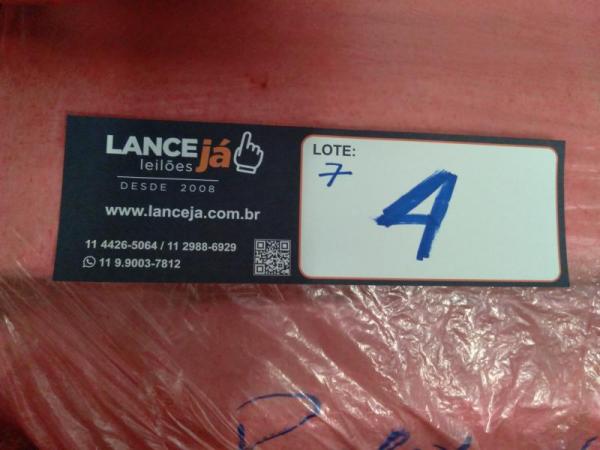 LANCE já
leilões
DESDE 2008
www.lanceja.com.br
11 4426-5064 / 11 2988-6929
11 9.9003-7812
LOTE:
7
4